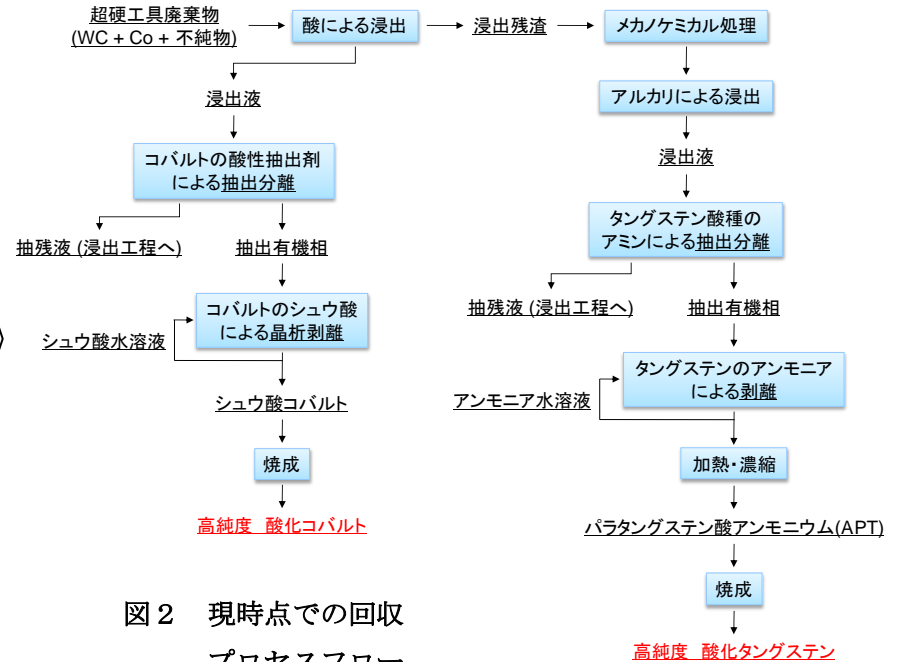 超硬工具廃棄物
(WC + Co + 不純物)
酸による浸出
浸出残渣
メカノケミカル処理
浸出液
コバルトの酸性抽出剤
による抽出分離
抽残液 (浸出工程へ)
抽出有機相
コバルトのシュウ酸
による晶析剥離
シュウ酸水溶液
シュウ酸コバルト
焼成
高純度 酸化コバルト
アルカリによる浸出
浸出液
タングステン酸種の
アミンによる抽出分離
抽残液 (浸出工程へ)
抽出有機相
タングステンのアンモニア
による剥離
アンモニア水溶液
加熱・濃縮
パラタングステン酸アンモニウム(APT)
焼成
高純度 酸化タングステン
図2 現時点での回収
プロセスフロー